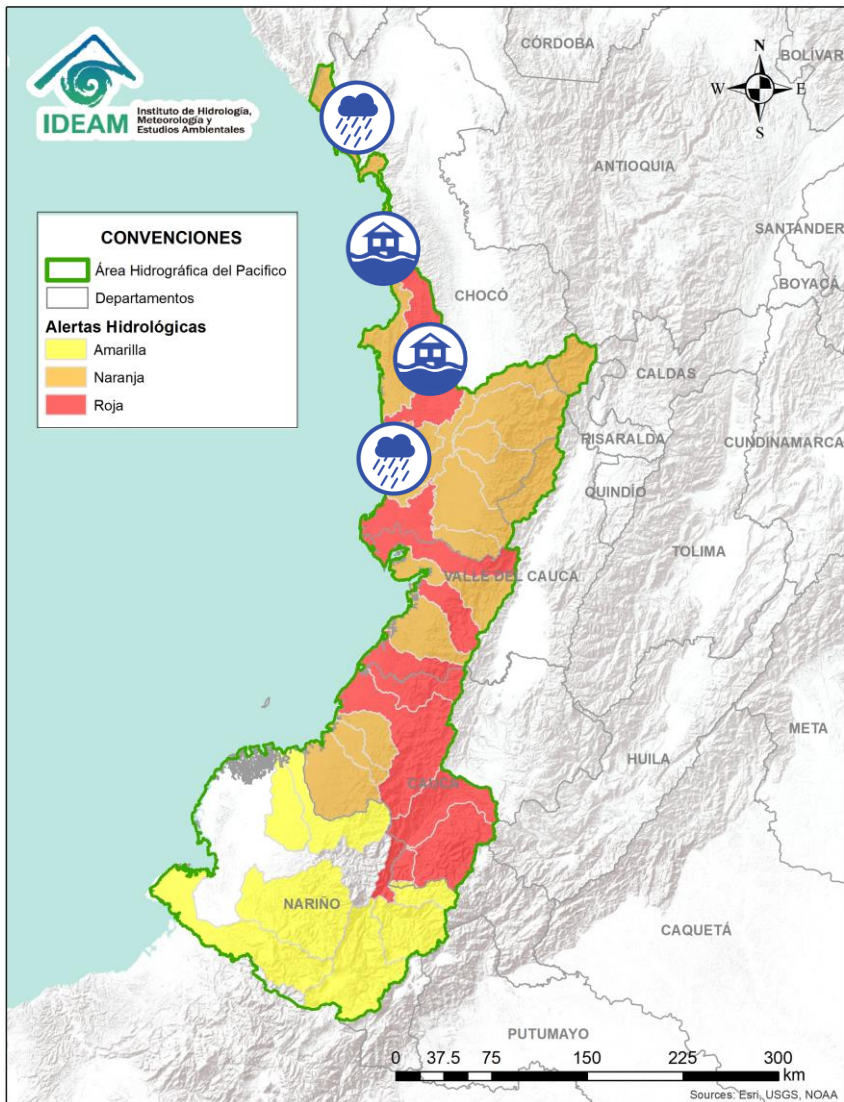 IDEAM
Instituto de Hidrología,
Meteorología y
Estudios Ambientales
CÓRDOBA
BOLÍVAR
N
W
E
S
ANTIOQUIA
SANTANDER
BOYACÁ
CONVENCIONES
Área Hidrográfica del Pacifico
Departamentos
Alertas Hidrológicas
Amarilla
Naranja
Roja
CHOCÓ
CALDAS
RISARALDA
CUNDINAMARCA
QUINDÍO
TOLIMA
VALLE DEL CAUCA
META
HUILA
CAUCA
NARIÑO
CAQUETÁ
PUTUMAYO
0 37.5 75 150 225 300
km
Sources: Esri, USGS, NOAA